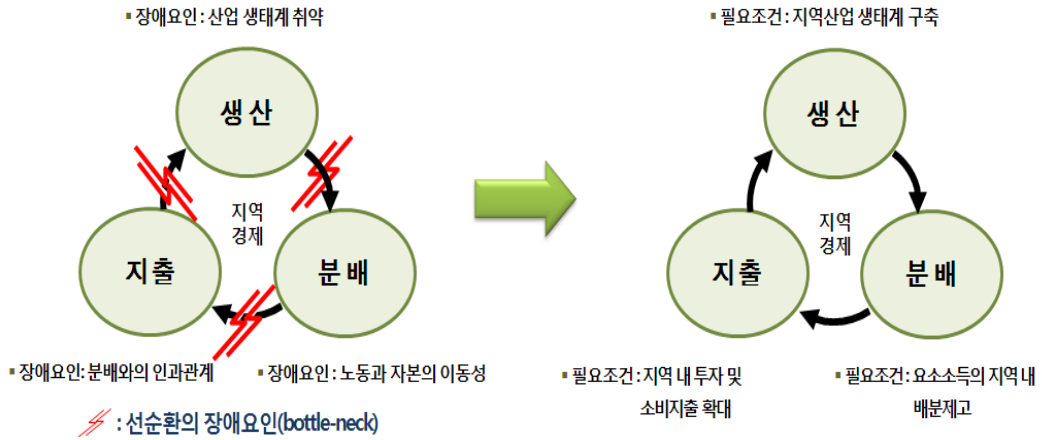 ▪ 장애요인 : 산업 생태계 취약
생 산
지역
경제
지 출
분 배
▪ 장애요인: 분배와의 인과관계
▪ 장애요인 : 노동과 자본의 이동성
: 선순환의 장애요인(bottle-neck)
▪ 필요조건 : 지역산업 생태계 구축
생 산
지역
경제
지 출
분 배
▪ 필요조건 : 지역 내 투자 및
소비지출 확대
▪ 필요조건 : 요소소득의 지역 내
배분제고